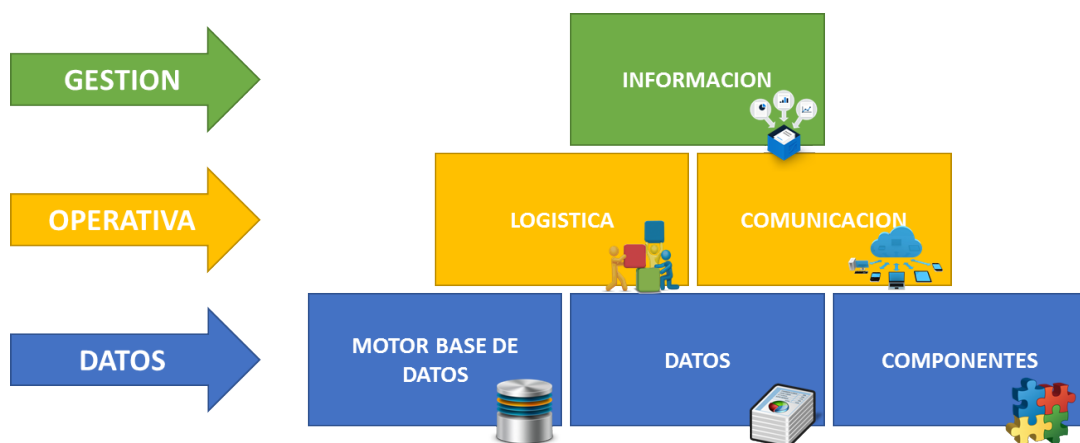 GESTION
INFORMACION
OPERATIVA
LOGISTICA
COMUNICACION
DATOS
MOTOR BASE DE
DATOS
DATOS
COMPONENTES